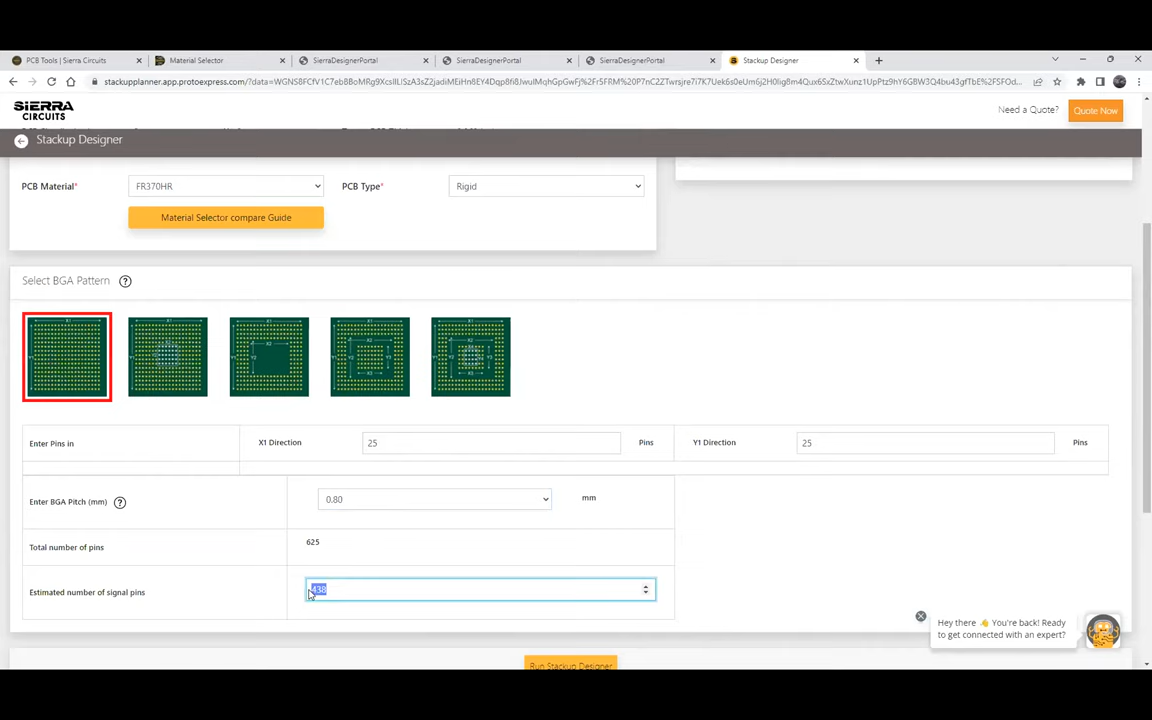 PCB Tools | Sierra Circuits
Material Selector
SierraDesignerPortal
SierraDesignerPortal
SierraDesignerPortal
Stackup Designer
SIERRA
CIRCUITS
Need a Quote?
Quote Now
Stackup Designer
PCB Material*
FR370HR
PCB Type*
Rigid
Material Selector compare Guide
Select BGA Pattern ?
Enter Pins in
X1 Direction
25
Pins
Y1 Direction
25
Pins
Enter BGA Pitch (mm) ?
0.80
mm
Total number of pins
625
Estimated number of signal pins
438
Hey there 👋 You're back! Ready
to get connected with an expert?
Run Stackup Designer